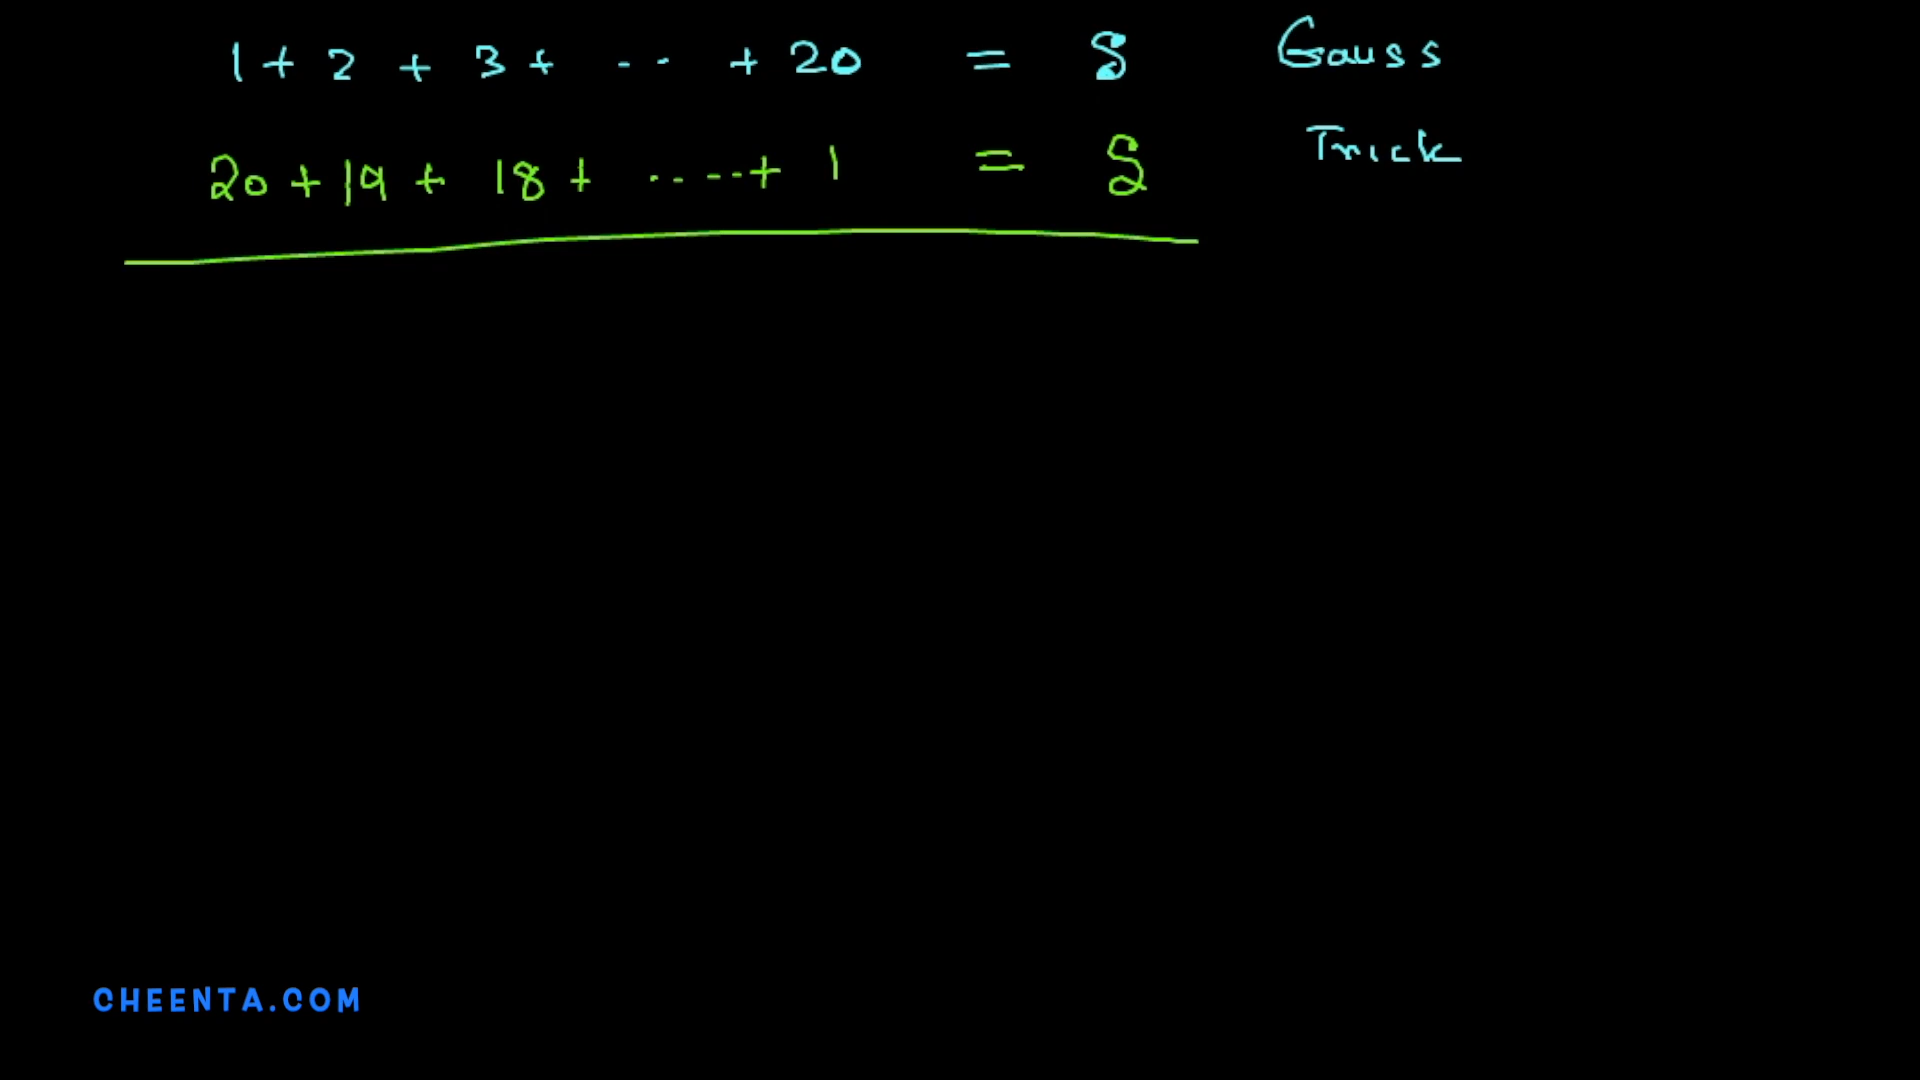 1 + 2 + 3 + -- + 20 = S Gauss
20 + 19 + 18 + ----- + 1 = S Trick
CHEENTA.COM